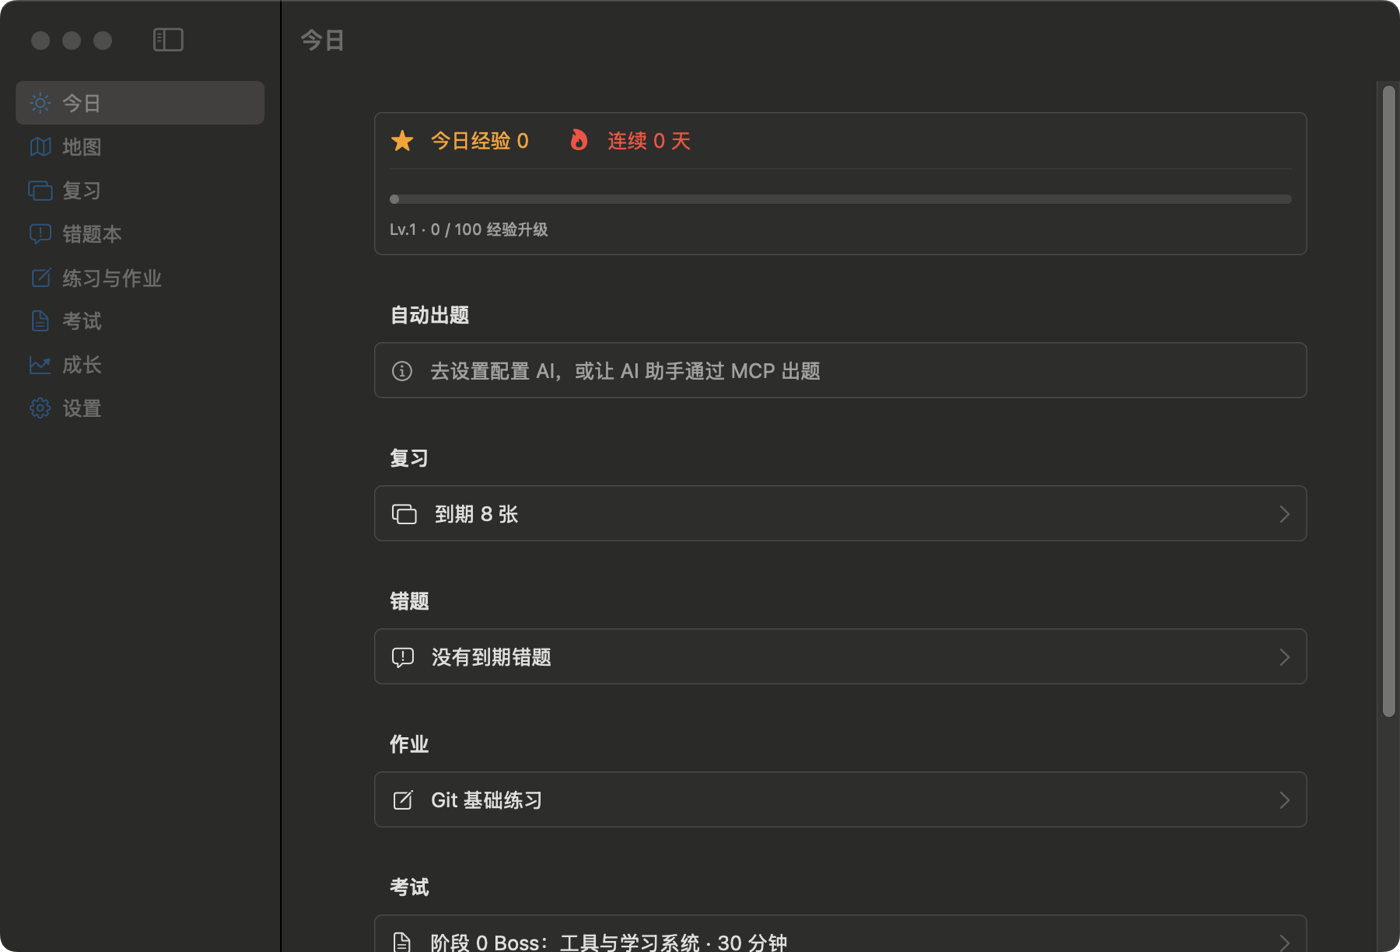 今日
今日
地图
复习
错题本
练习与作业
考试
成长
设置
今日经验 0 连续 0 天
Lv.1 · 0 / 100 经验升级
自动出题
去设置配置 AI，或让 AI 助手通过 MCP 出题
复习
到期 8 张
错题
没有到期错题
作业
Git 基础练习
考试
阶段 0 Boss：工具与学习系统 · 30 分钟